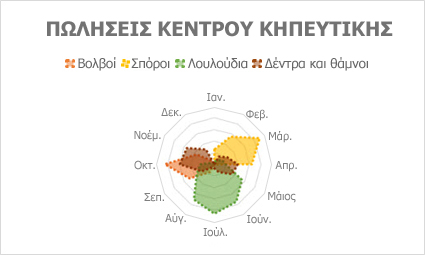 ΠΩΛΗΣΕΙΣ ΚΕΝΤΡΟΥ ΚΗΠΕΥΤΙΚΗΣ
Βολβοί Σπόροι Λουλούδια Δέντρα και θάμνοι
Ιαν.
Φεβ.
Μάρ.
Απρ.
Μάιος
Ιούν.
Ιούλ.
Αύγ.
Σεπ.
Οκτ.
Νοέμ.
Δεκ.